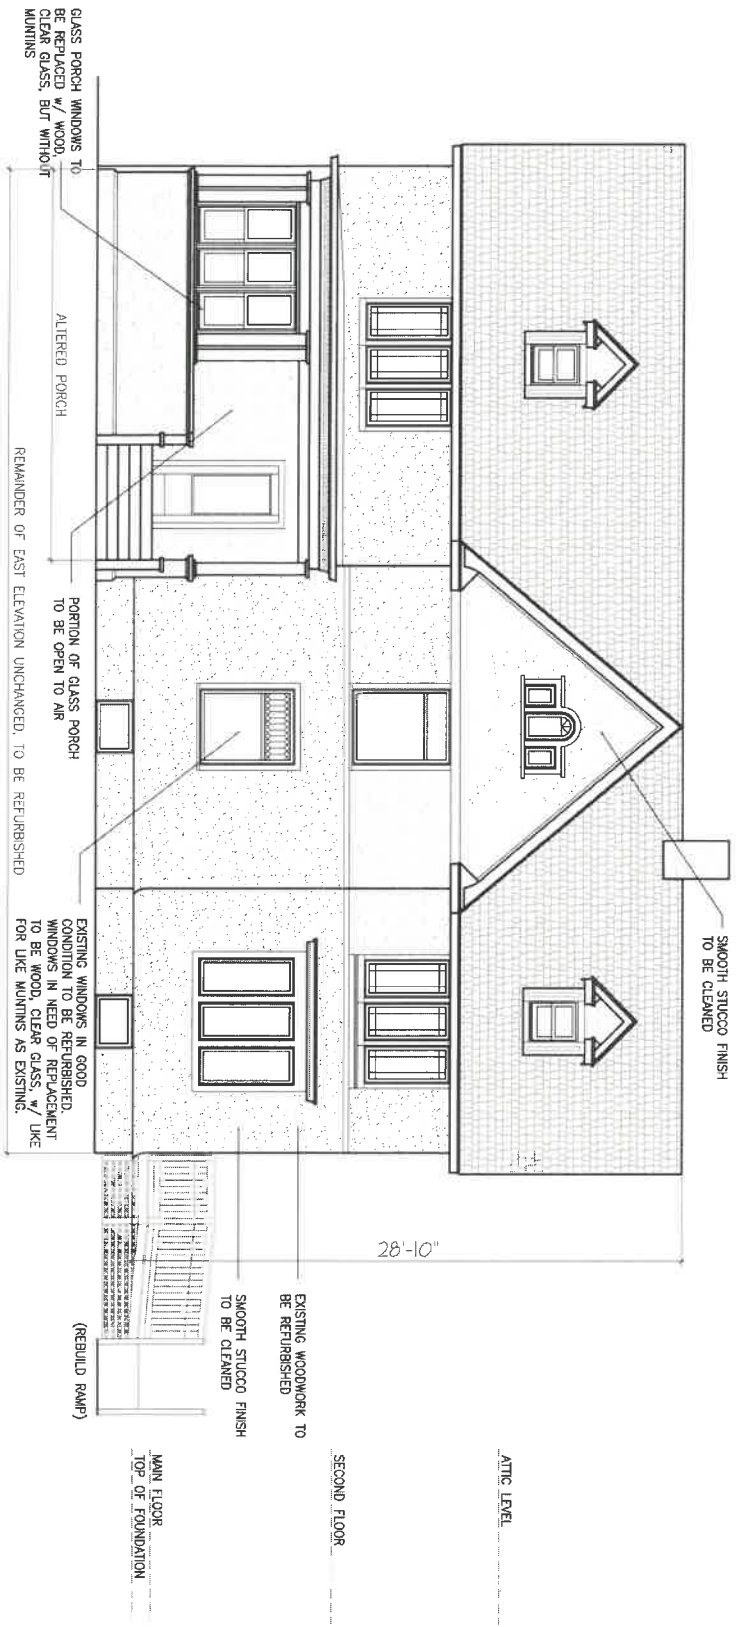 SMOOTH STUCCO FINISH
TO BE CLEANED
ATTIC LEVEL
SECOND FLOOR
MAIN FLOOR
TOP OF FOUNDATION
28'-10"
EXISTING WOODWORK TO
BE REFURBISHED
SMOOTH STUCCO FINISH
TO BE CLEANED
(REBUILD RAMP)
GLASS PORCH WINDOWS TO
BE REPLACED w/ WOOD,
CLEAR GLASS, BUT WITHOUT
MUNTINS
ALTERED PORCH
PORTION OF GLASS PORCH
TO BE OPEN TO AIR
EXISTING WINDOWS IN GOOD
CONDITION TO BE REFURBISHED.
WINDOWS IN NEED OF REPLACEMENT
TO BE WOOD, CLEAR GLASS, w/ LIKE
FOR LIKE MUNTINS AS EXISTING.
REMAINDER OF EAST ELEVATION UNCHANGED, TO BE REFURBISHED